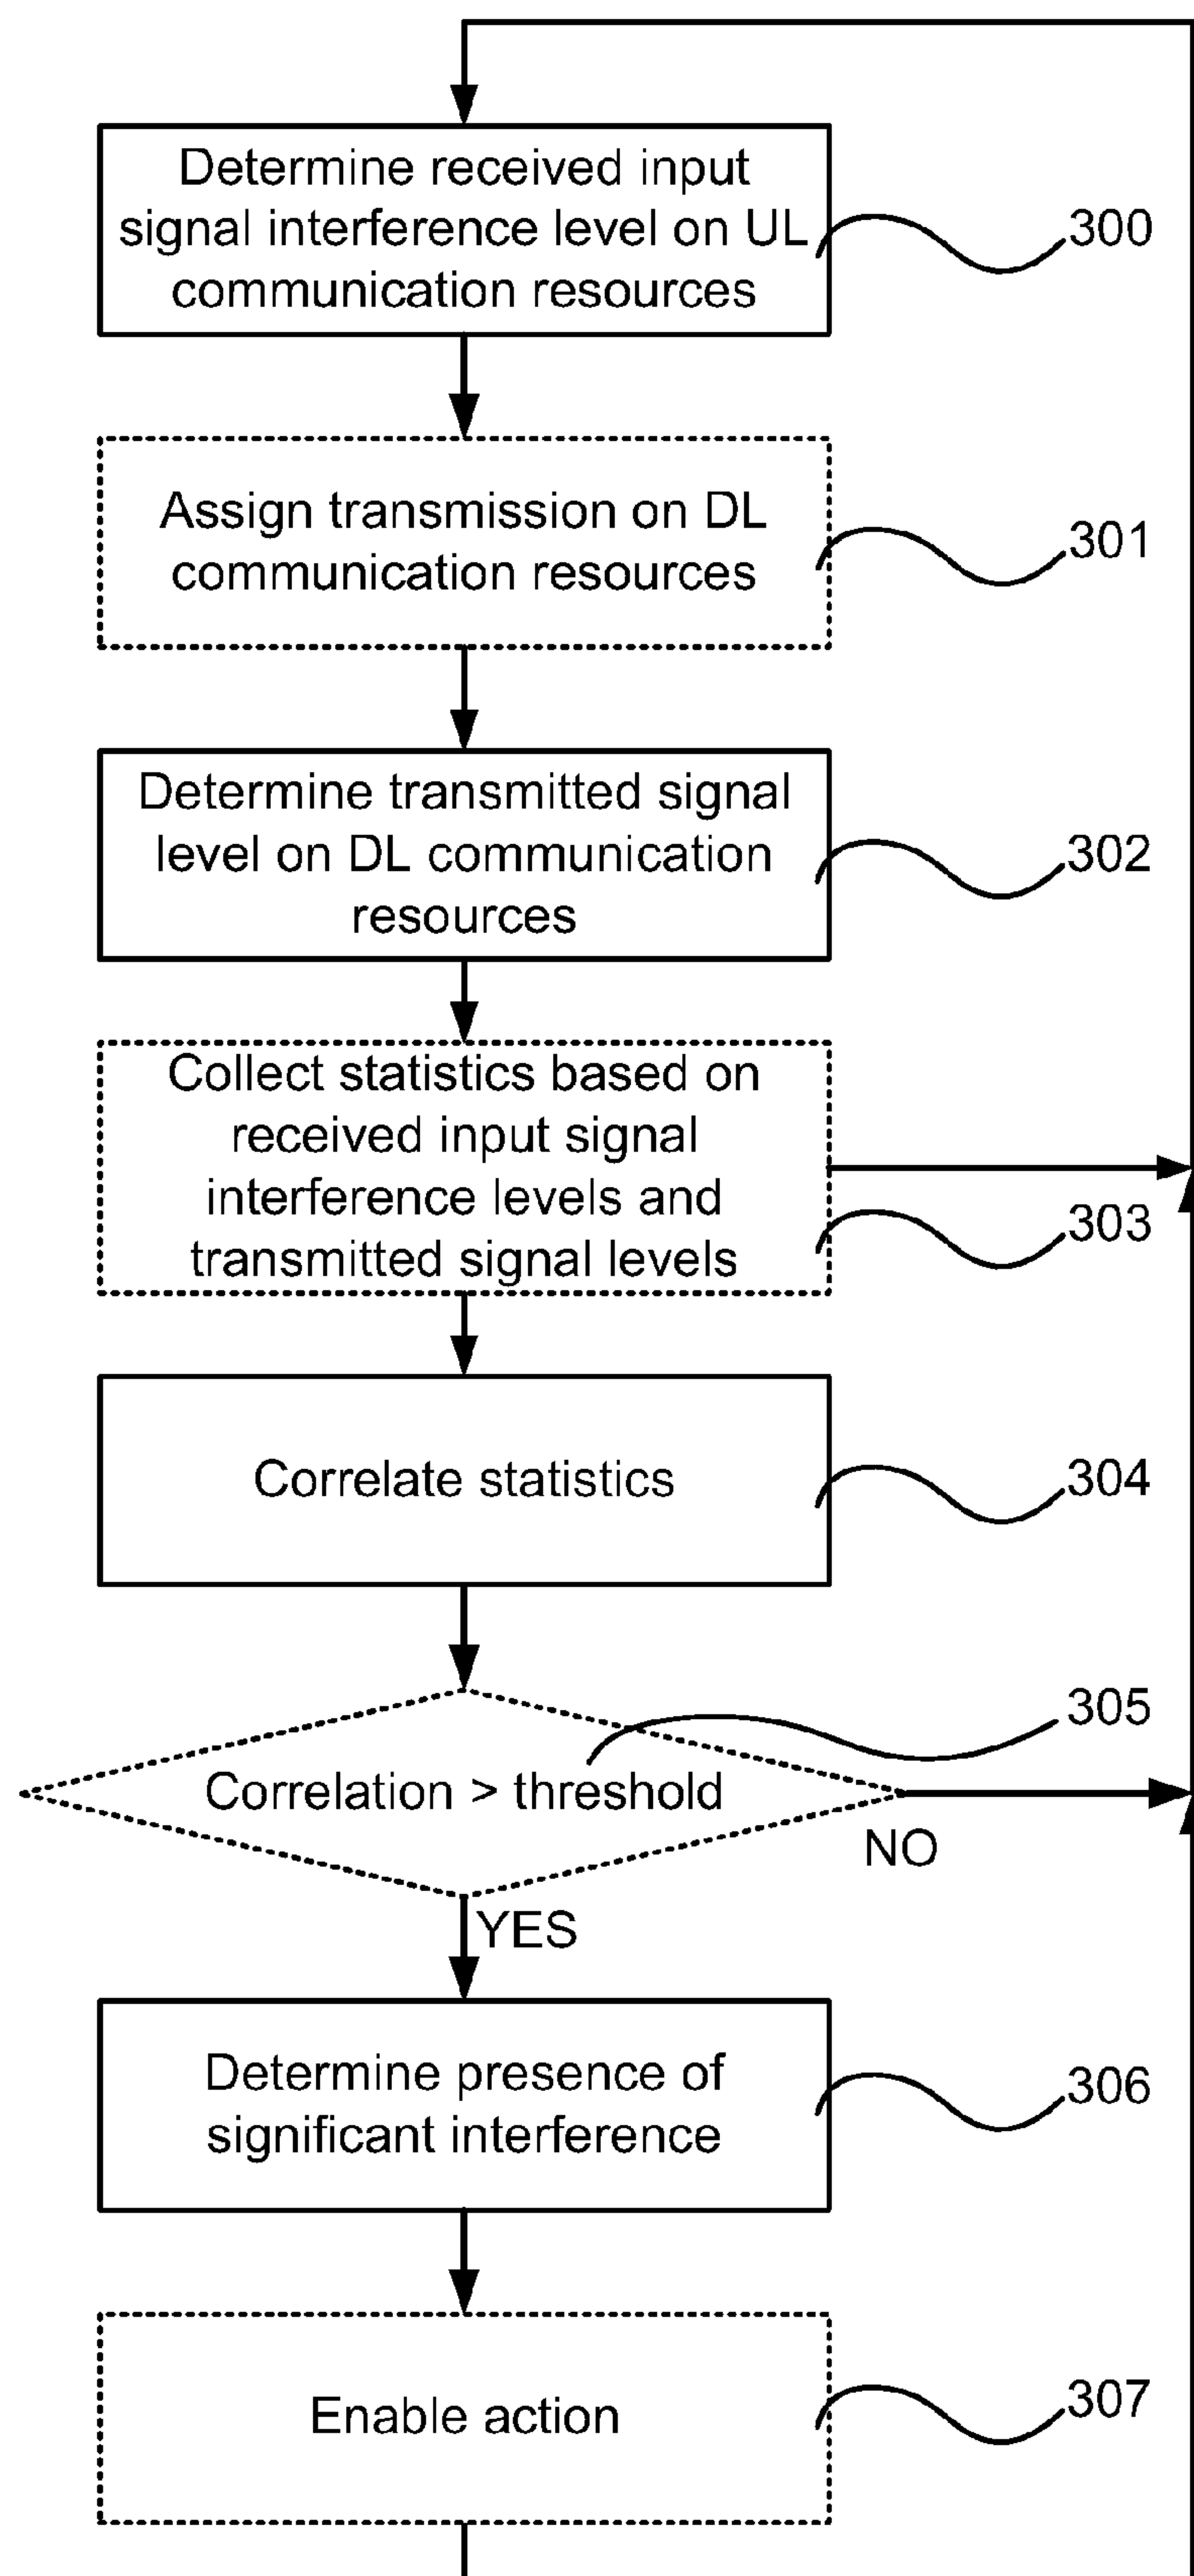 Determine received input
signal interference level on UL
communication resources
300
Assign transmission on DL
communication resources
301
Determine transmitted signal
level on DL communication
resources
302
Collect statistics based on
received input signal
interference levels and
transmitted signal levels
303
Correlate statistics
304
305
Correlation > threshold
NO
YES
Determine presence of
significant interference
306
Enable action
307